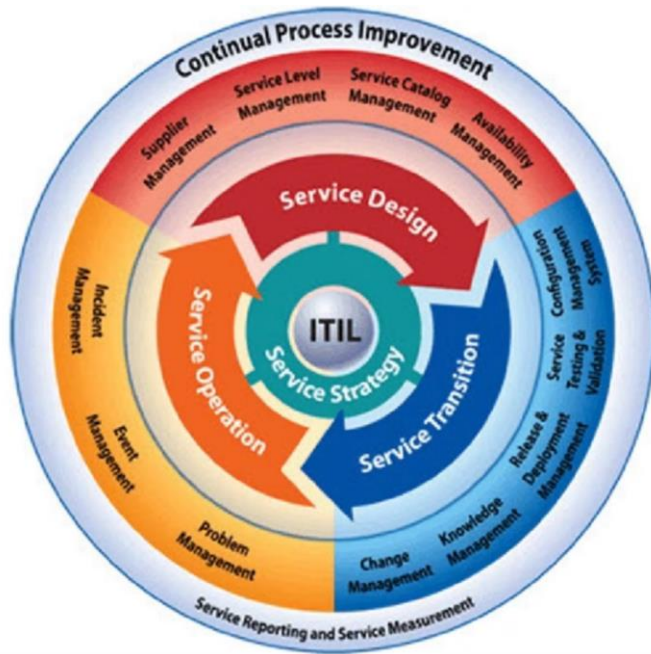 Continual Process Improvement
Supplier
Management
Service Level
Management
Service Catalog
Management
Availability
Management
Configuration
Management
System
Service
Testing &
Validation
Release &
Deployment
Management
Knowledge
Management
Change
Management
Problem
Management
Event
Management
Incident
Management
Service Design
Service Transition
Service Operation
Service Strategy
ITIL
Service Reporting and Service Measurement